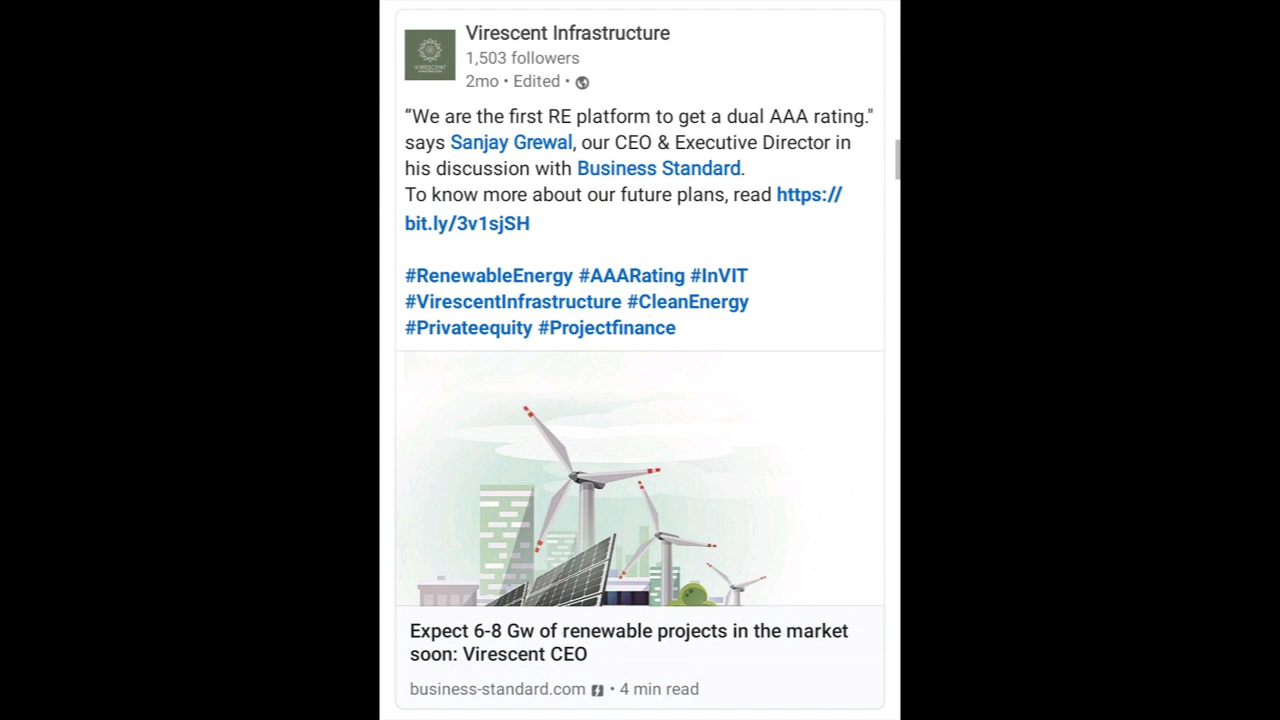 Virescent Infrastructure
1,503 followers
2mo • Edited •
“We are the first RE platform to get a dual AAA rating."
says Sanjay Grewal, our CEO & Executive Director in
his discussion with Business Standard.
To know more about our future plans, read https://
bit.ly/3v1sjSH
#RenewableEnergy #AAARating #InVIT
#VirescentInfrastructure #CleanEnergy
#Privateequity #Projectfinance
Expect 6-8 Gw of renewable projects in the market
soon: Virescent CEO
business-standard.com • 4 min read